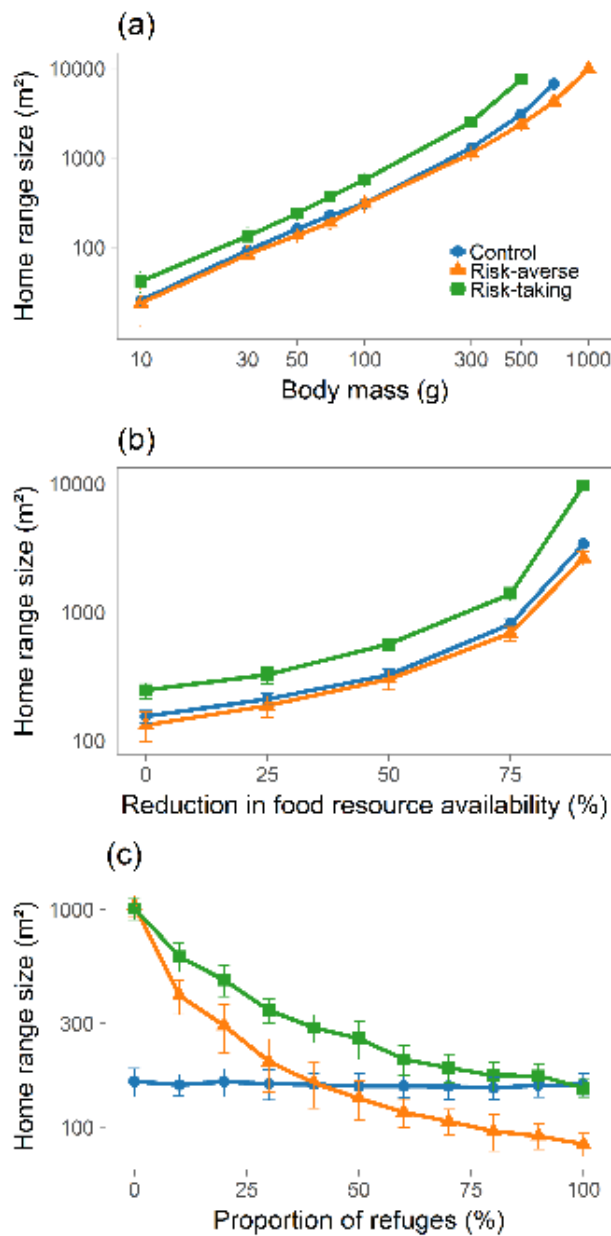 (a)
Home range size (m²)
10000
1000
100
Control
Risk-averse
Risk-taking
10 30 50 100 300 500 1000
Body mass (g)
(b)
Home range size (m²)
10000
1000
100
0 25 50 75
Reduction in food resource availability (%)
(c)
Home range size (m²)
1000
300
100
0 25 50 75 100
Proportion of refuges (%)